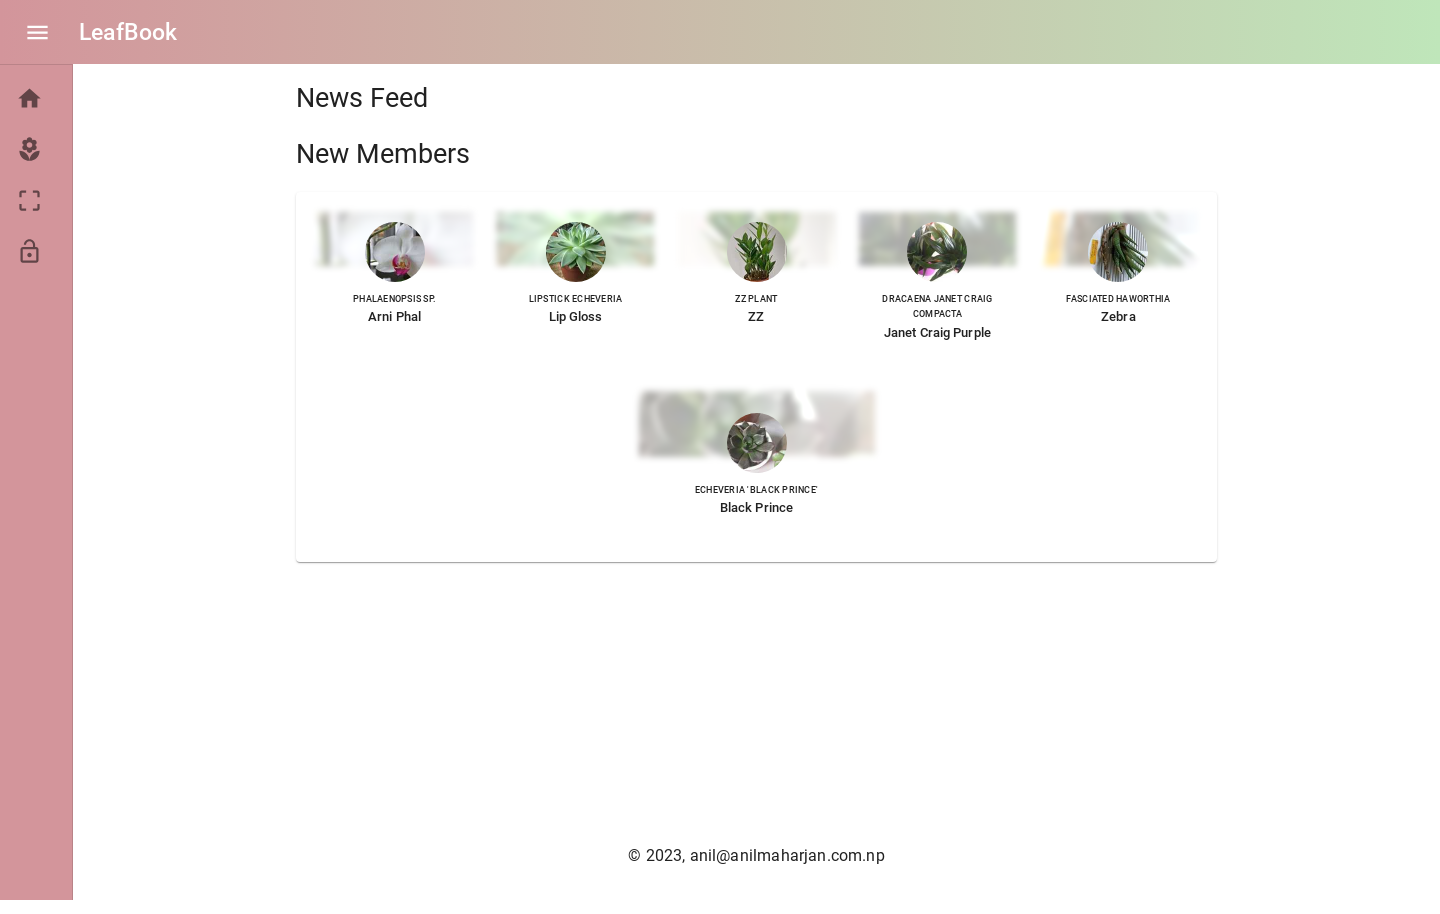 LeafBook
News Feed
New Members
PHALAENOPSIS SP.
Arni Phal
LIPSTICK ECHEVERIA
Lip Gloss
ZZ PLANT
ZZ
DRACAENA JANET CRAIG
COMPACTA
Janet Craig Purple
FASCIATED HAWORTHIA
Zebra
ECHEVERIA 'BLACK PRINCE'
Black Prince
© 2023, anil@anilmaharjan.com.np